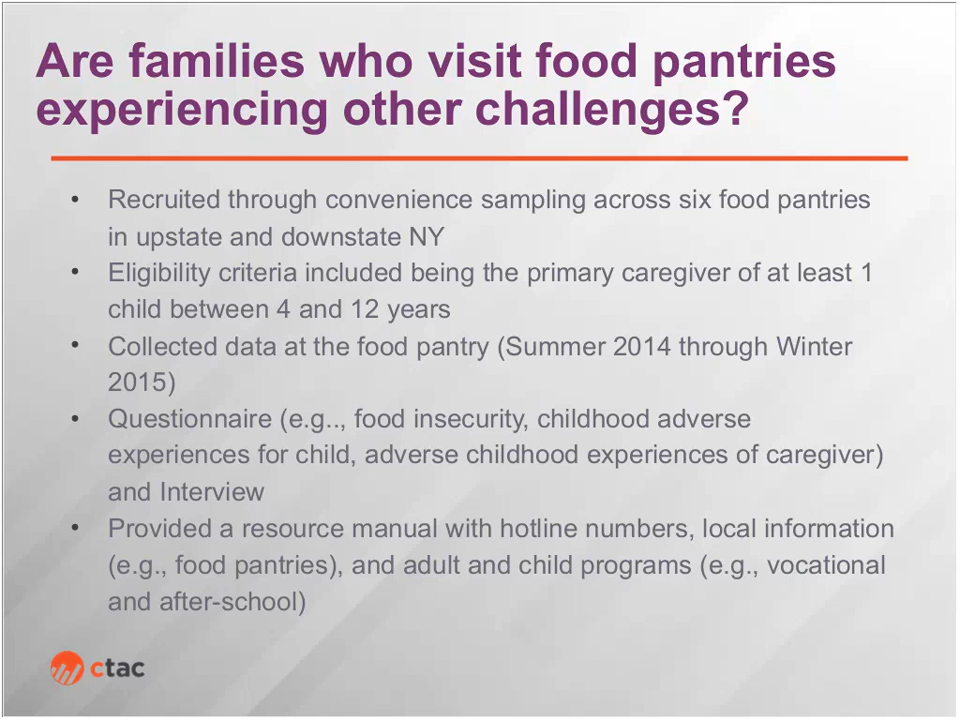 Are families who visit food pantries
experiencing other challenges?
• Recruited through convenience sampling across six food pantries
in upstate and downstate NY
• Eligibility criteria included being the primary caregiver of at least 1
child between 4 and 12 years
• Collected data at the food pantry (Summer 2014 through Winter
2015)
• Questionnaire (e.g.., food insecurity, childhood adverse
experiences for child, adverse childhood experiences of caregiver)
and Interview
• Provided a resource manual with hotline numbers, local information
(e.g., food pantries), and adult and child programs (e.g., vocational
and after-school)
ctac